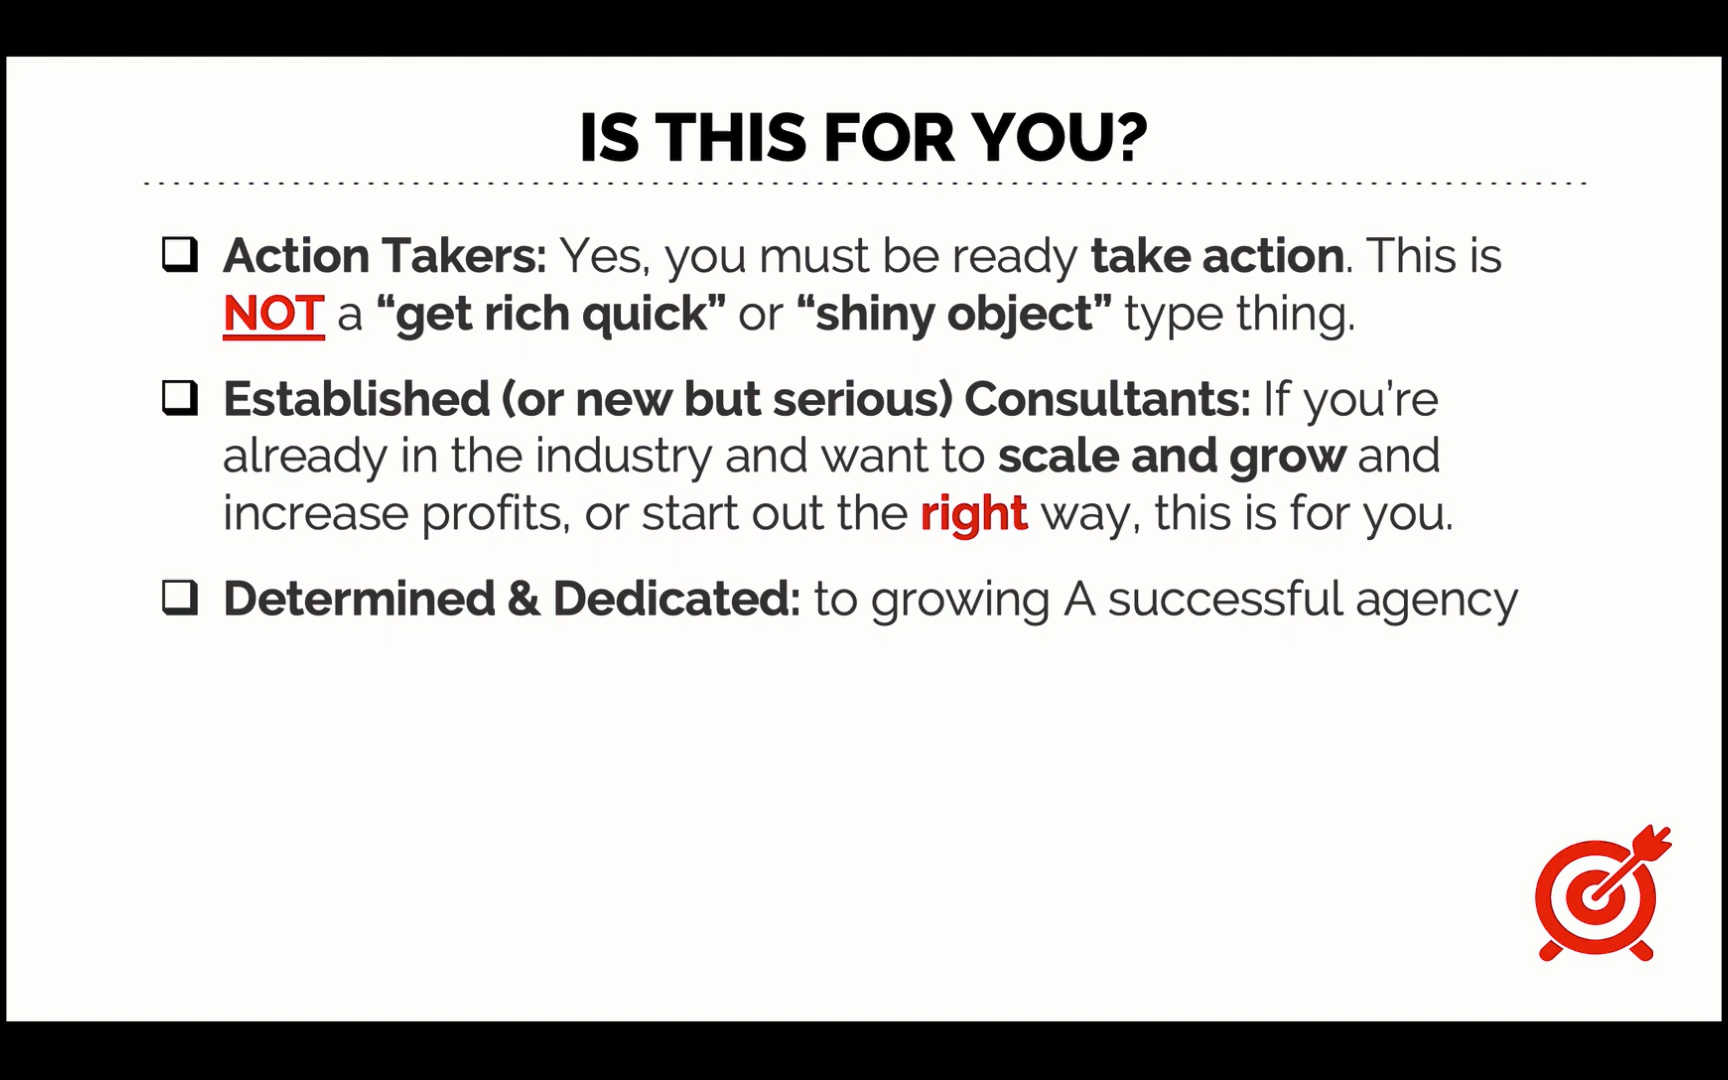 IS THIS FOR YOU?
Action Takers: Yes, you must be ready take action. This is
NOT a “get rich quick” or “shiny object” type thing.
Established (or new but serious) Consultants: If you’re
already in the industry and want to scale and grow and
increase profits, or start out the right way, this is for you.
Determined & Dedicated: to growing A successful agency